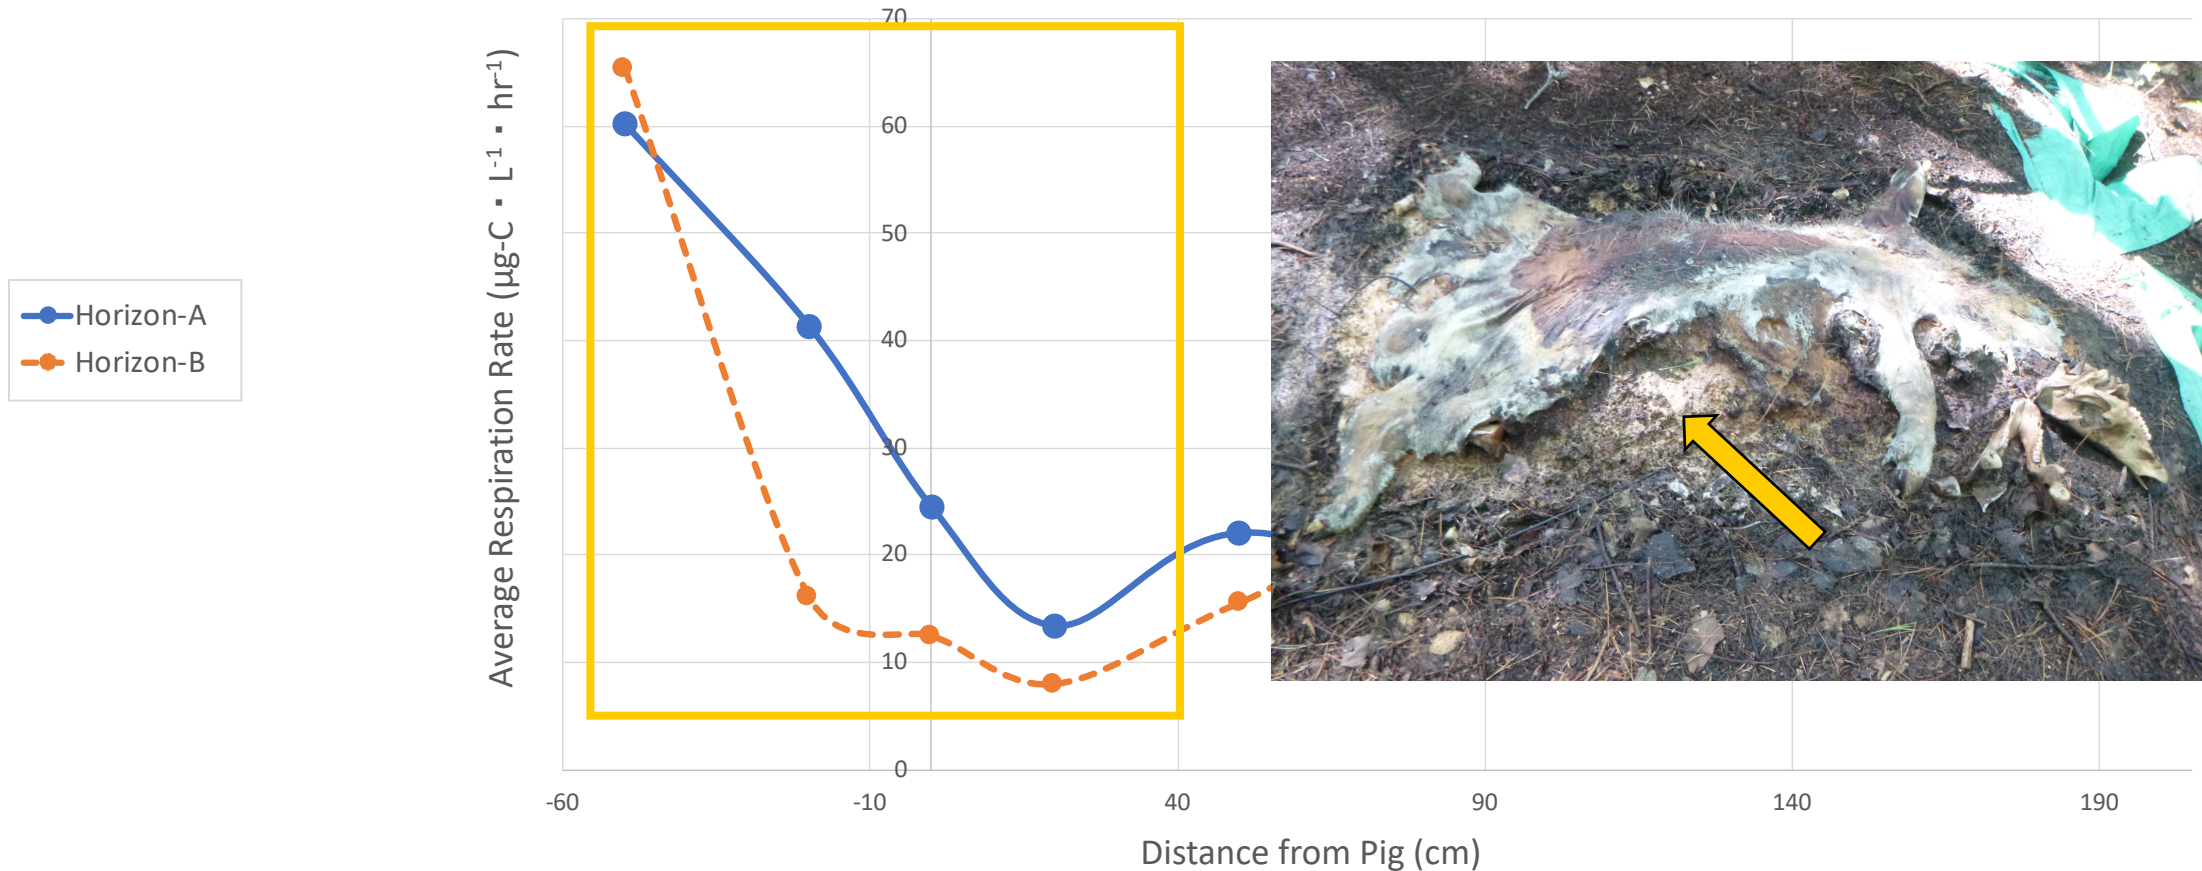 Horizon-A
Horizon-B
Average Respiration Rate (µg-C · L⁻¹ · hr⁻¹)
70
60
50
40
30
20
10
0
-60 -10 40 90 140 190
Distance from Pig (cm)